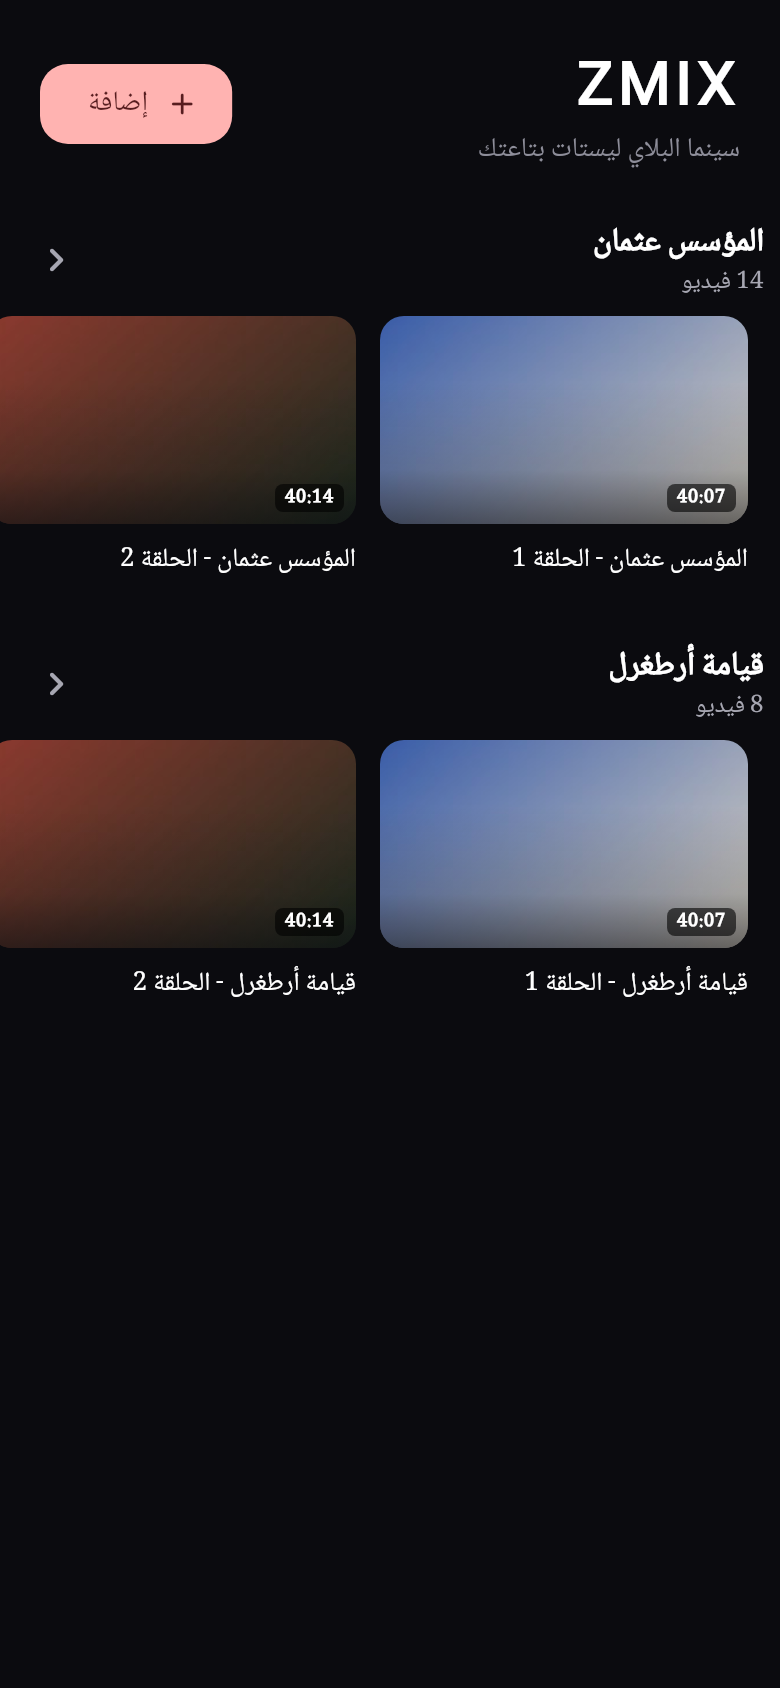 ZMIX
سينما البلاي ليستات بتاعتك
إضافة
المؤسس عثمان
14 فيديو
40:07
40:14
المؤسس عثمان - الحلقة 1
المؤسس عثمان - الحلقة 2
قيامة أرطغرل
8 فيديو
40:07
40:14
قيامة أرطغرل - الحلقة 1
قيامة أرطغرل - الحلقة 2